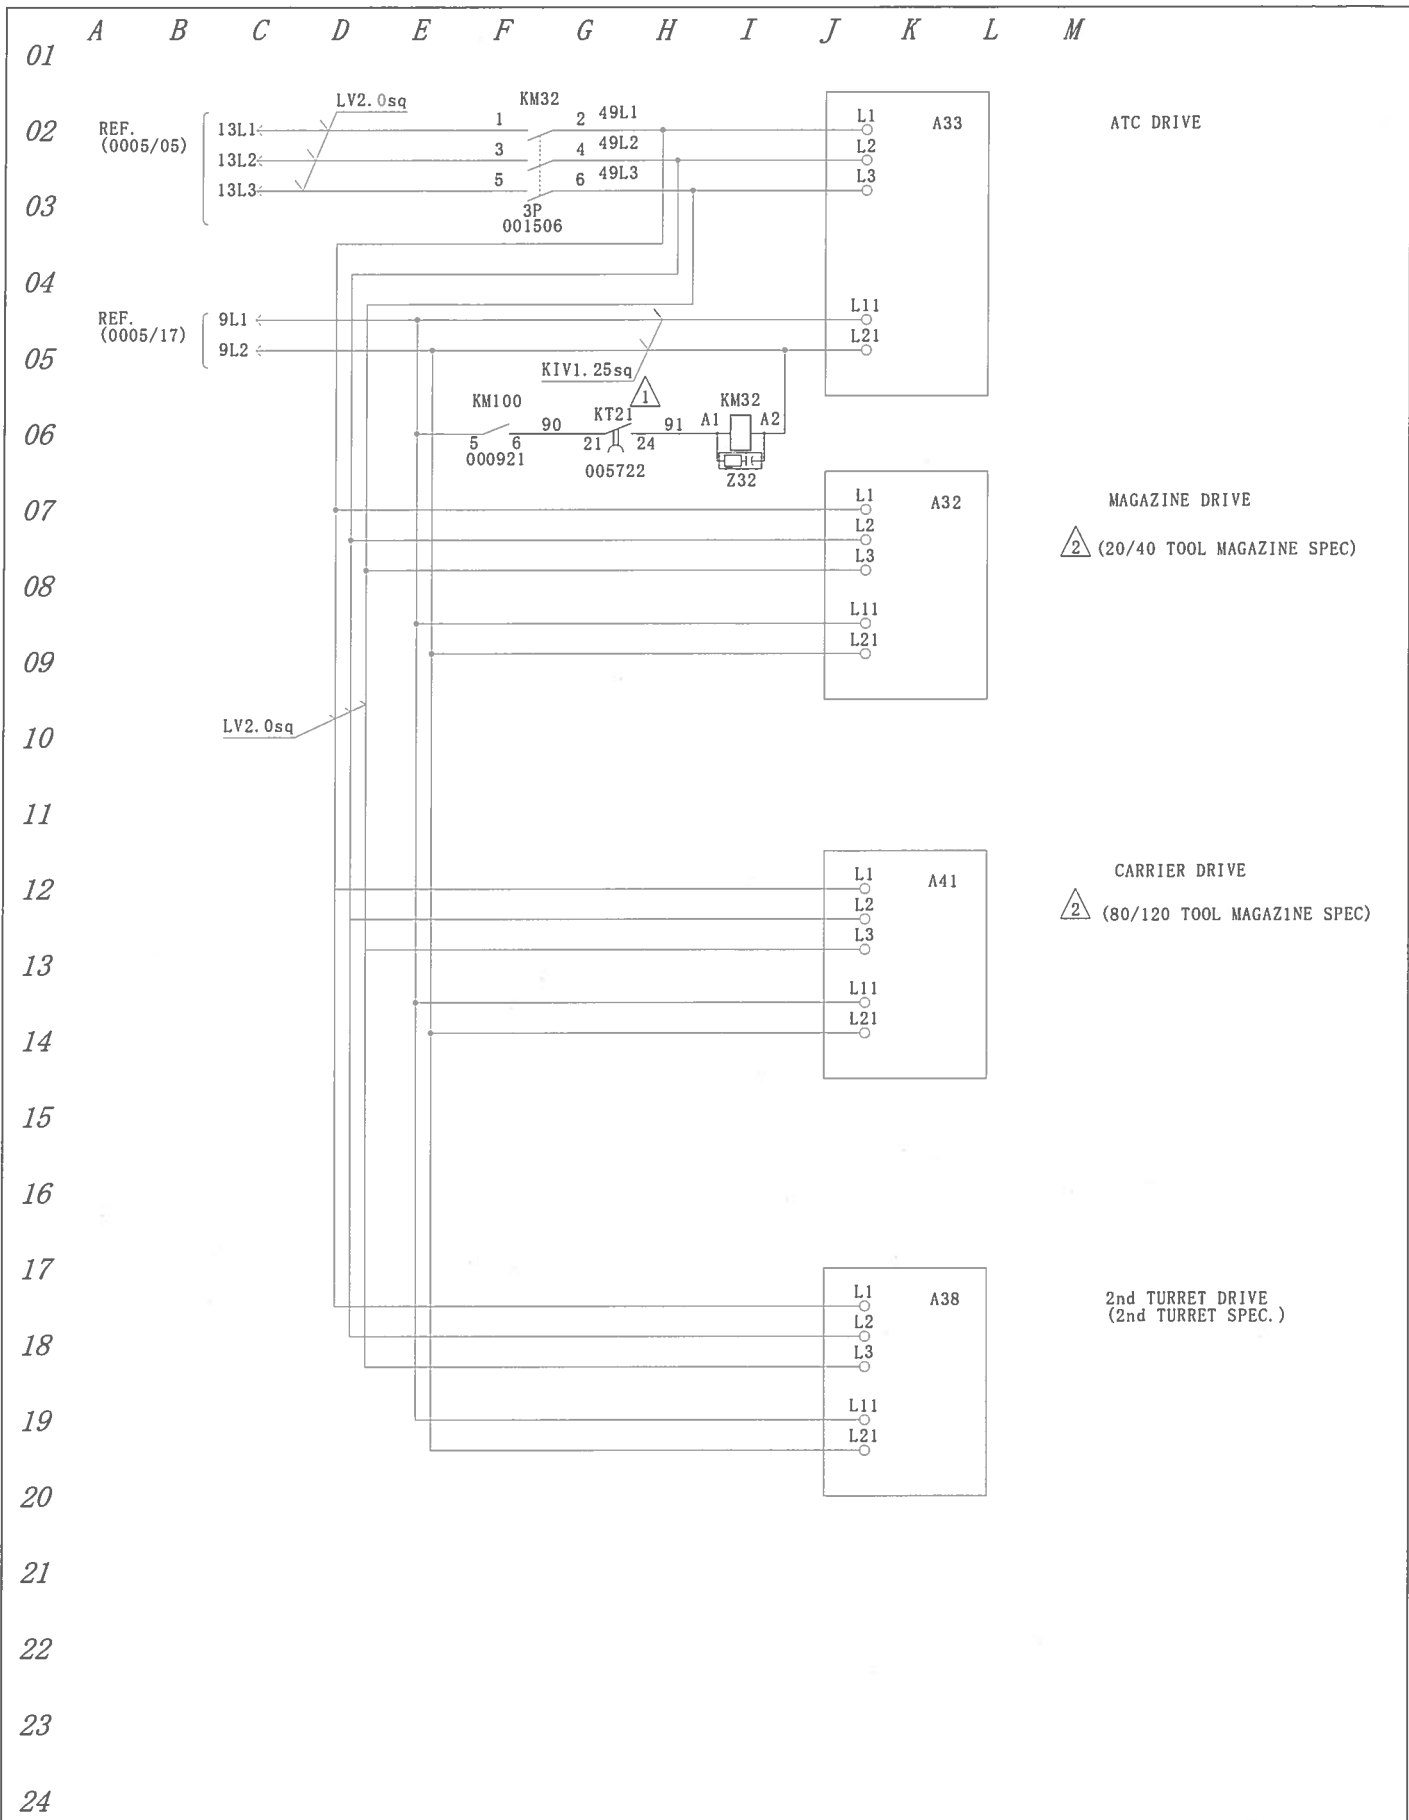 A B C D E F G H I J K L M
01
LV2.0sq KM32
02 REF. 13L1 1 2 49L1 L1 A33 ATC DRIVE
(0005/05) 13L2 3 4 49L2 L2
13L3 5 6 49L3 L3
03
3P
001506
04
REF. 9L1 L11
(0005/17) 9L2 L21
05
KIV1.25sq
1
KM100 KT21 KM32
06 5 6 90 21 24 91 A1 A2
000921 005722 Z32
07 L1 A32 MAGAZINE DRIVE
L2 2 (20/40 TOOL MAGAZINE SPEC)
L3
08
L11
09 L21
LV2.0sq
10
11
12 L1 A41 CARRIER DRIVE
L2 2 (80/120 TOOL MAGAZINE SPEC)
L3
13
L11
14 L21
15
16
17
L1 A38 2nd TURRET DRIVE
L2 (2nd TURRET SPEC.)
18 L3
19 L11
L21
20
21
22
23
24